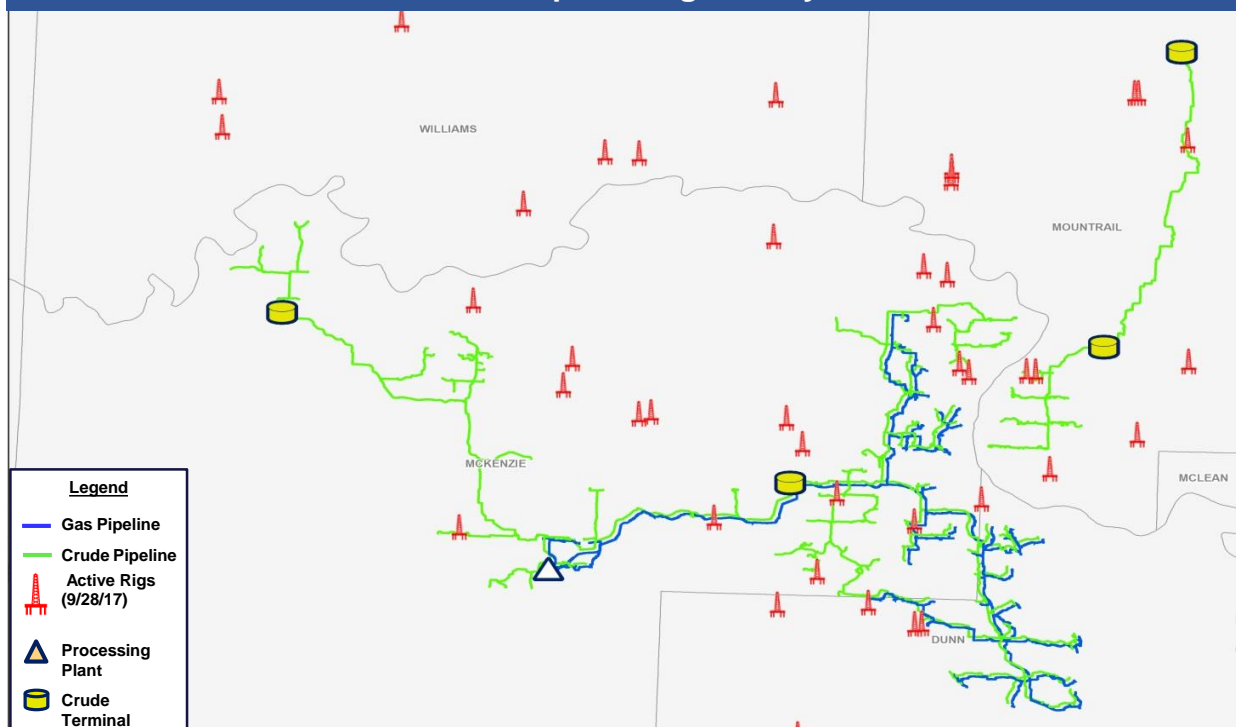 WILLIAMS
MOUNTRAIL
MCKENZIE
MCLEAN
DUNN
Legend
Gas Pipeline
Crude Pipeline
Active Rigs
(9/28/17)
Processing
Plant
Crude
Terminal